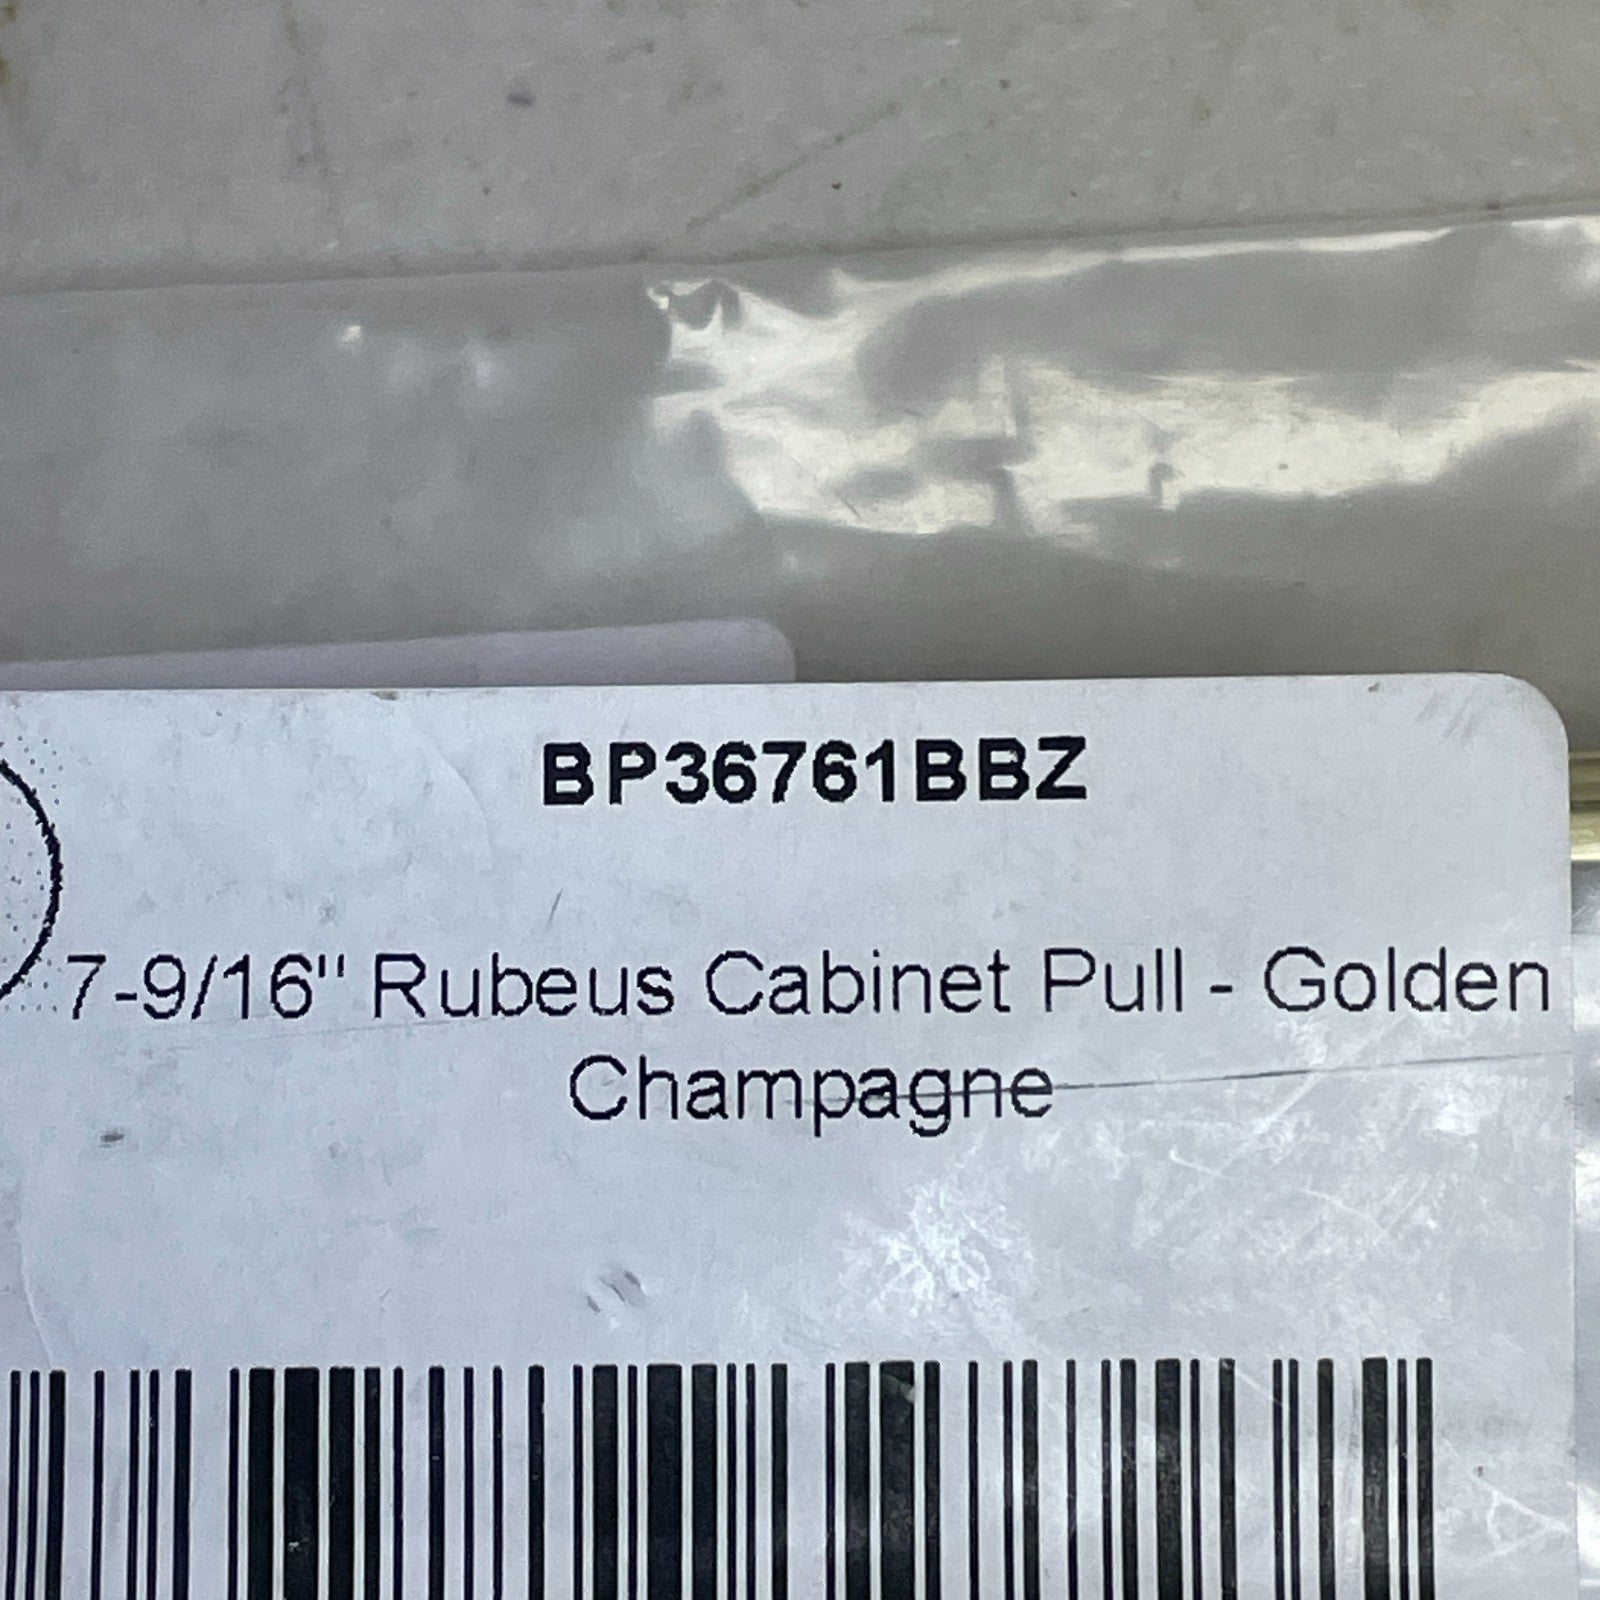 BP36761BBZ
7-9/16" Rubeus Cabinet Pull - Golden
Champagne